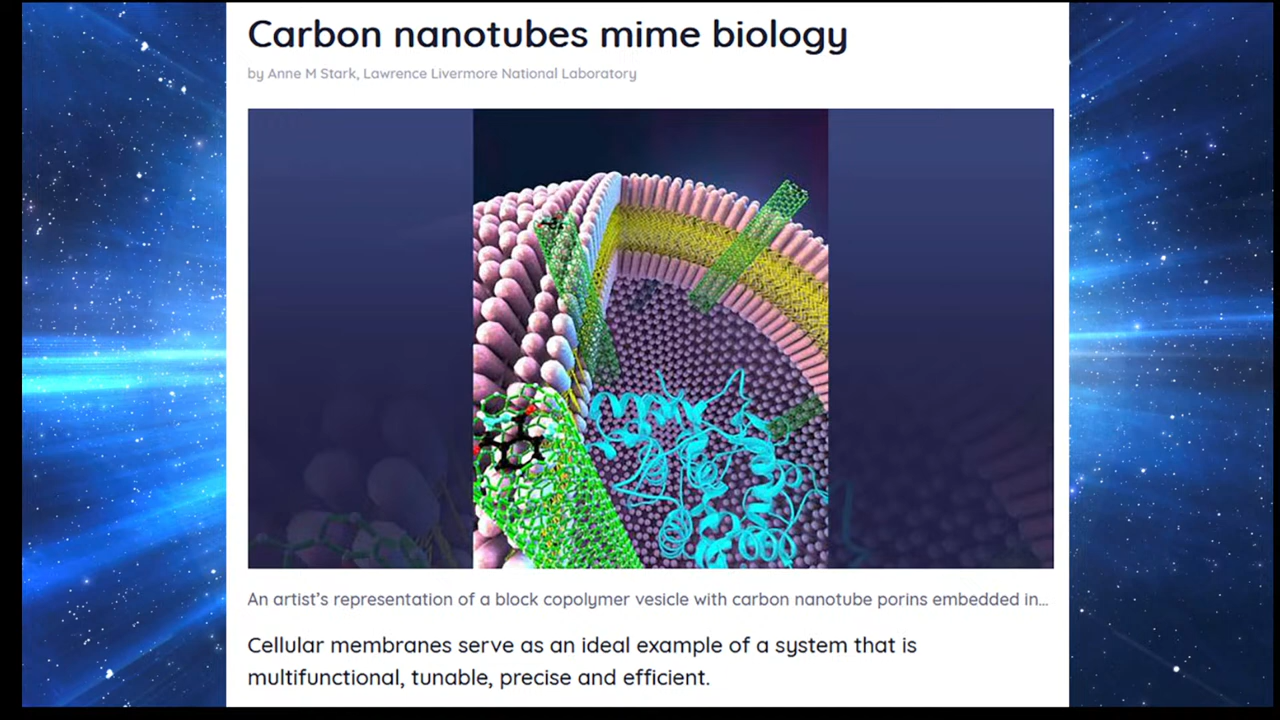 Carbon nanotubes mime biology
by Anne M Stark, Lawrence Livermore National Laboratory
An artist's representation of a block copolymer vesicle with carbon nanotube porins embedded in...
Cellular membranes serve as an ideal example of a system that is
multifunctional, tunable, precise and efficient.